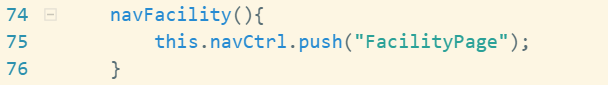 74 navFacility(){
75 this.navCtrl.push("FacilityPage");
76 }